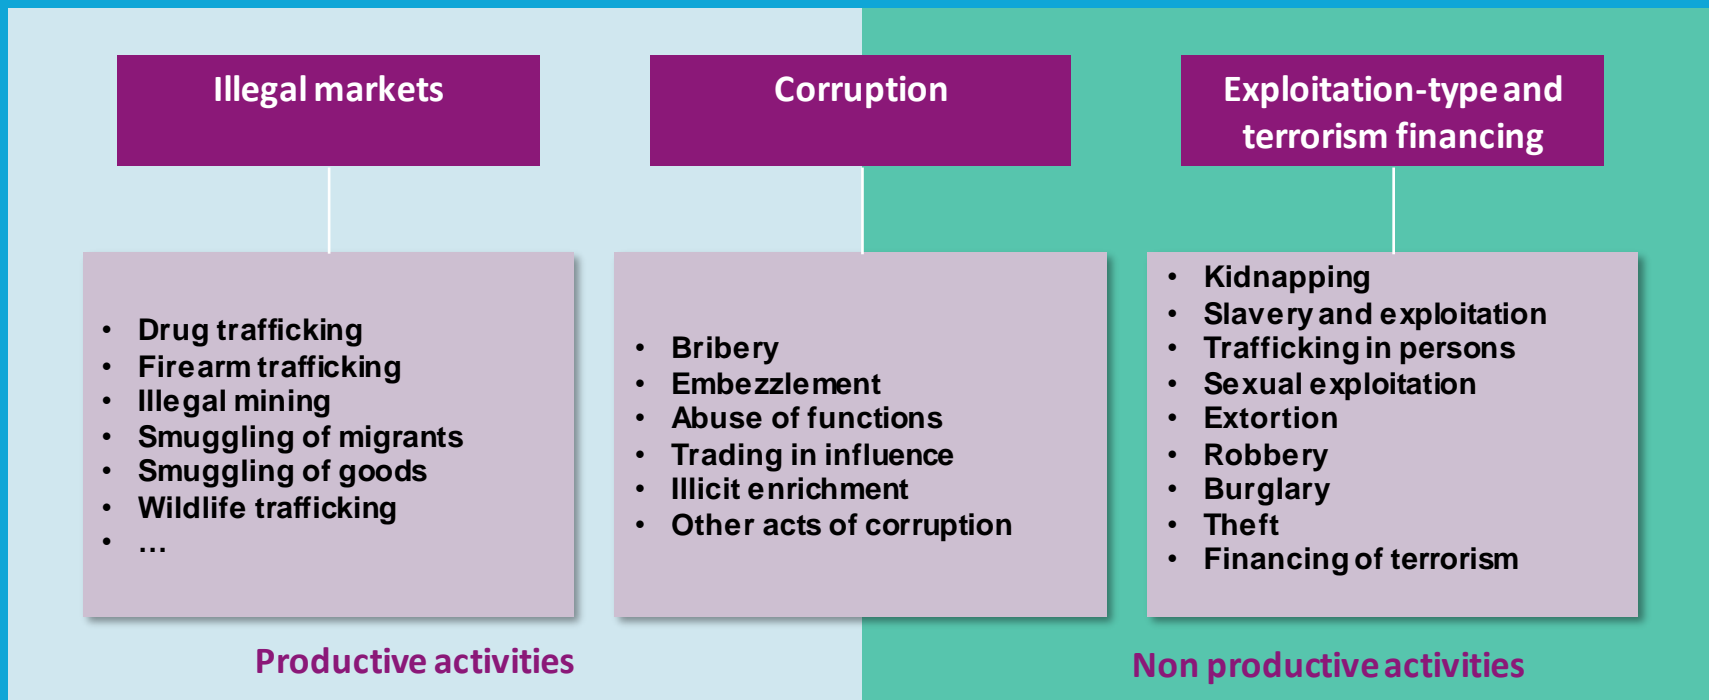 Illegal markets
• Drug trafficking
• Firearm trafficking
• Illegal mining
• Smuggling of migrants
• Smuggling of goods
• Wildlife trafficking
• …
Corruption
• Bribery
• Embezzlement
• Abuse of functions
• Trading in influence
• Illicit enrichment
• Other acts of corruption
Exploitation-type and
terrorism financing
• Kidnapping
• Slavery and exploitation
• Trafficking in persons
• Sexual exploitation
• Extortion
• Robbery
• Burglary
• Theft
• Financing of terrorism
Productive activities
Non productive activities